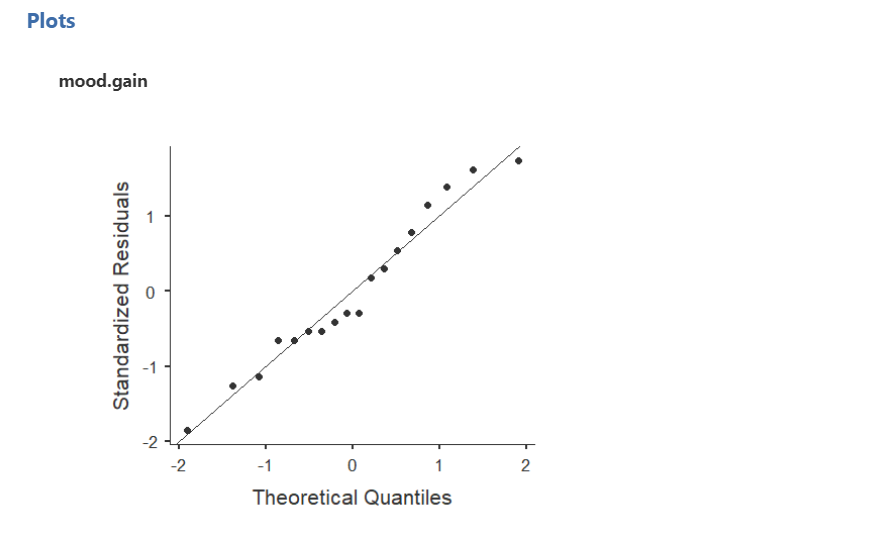 Plots
mood.gain
Standardized Residuals
1
0
-1
-2
-2 -1 0 1 2
Theoretical Quantiles